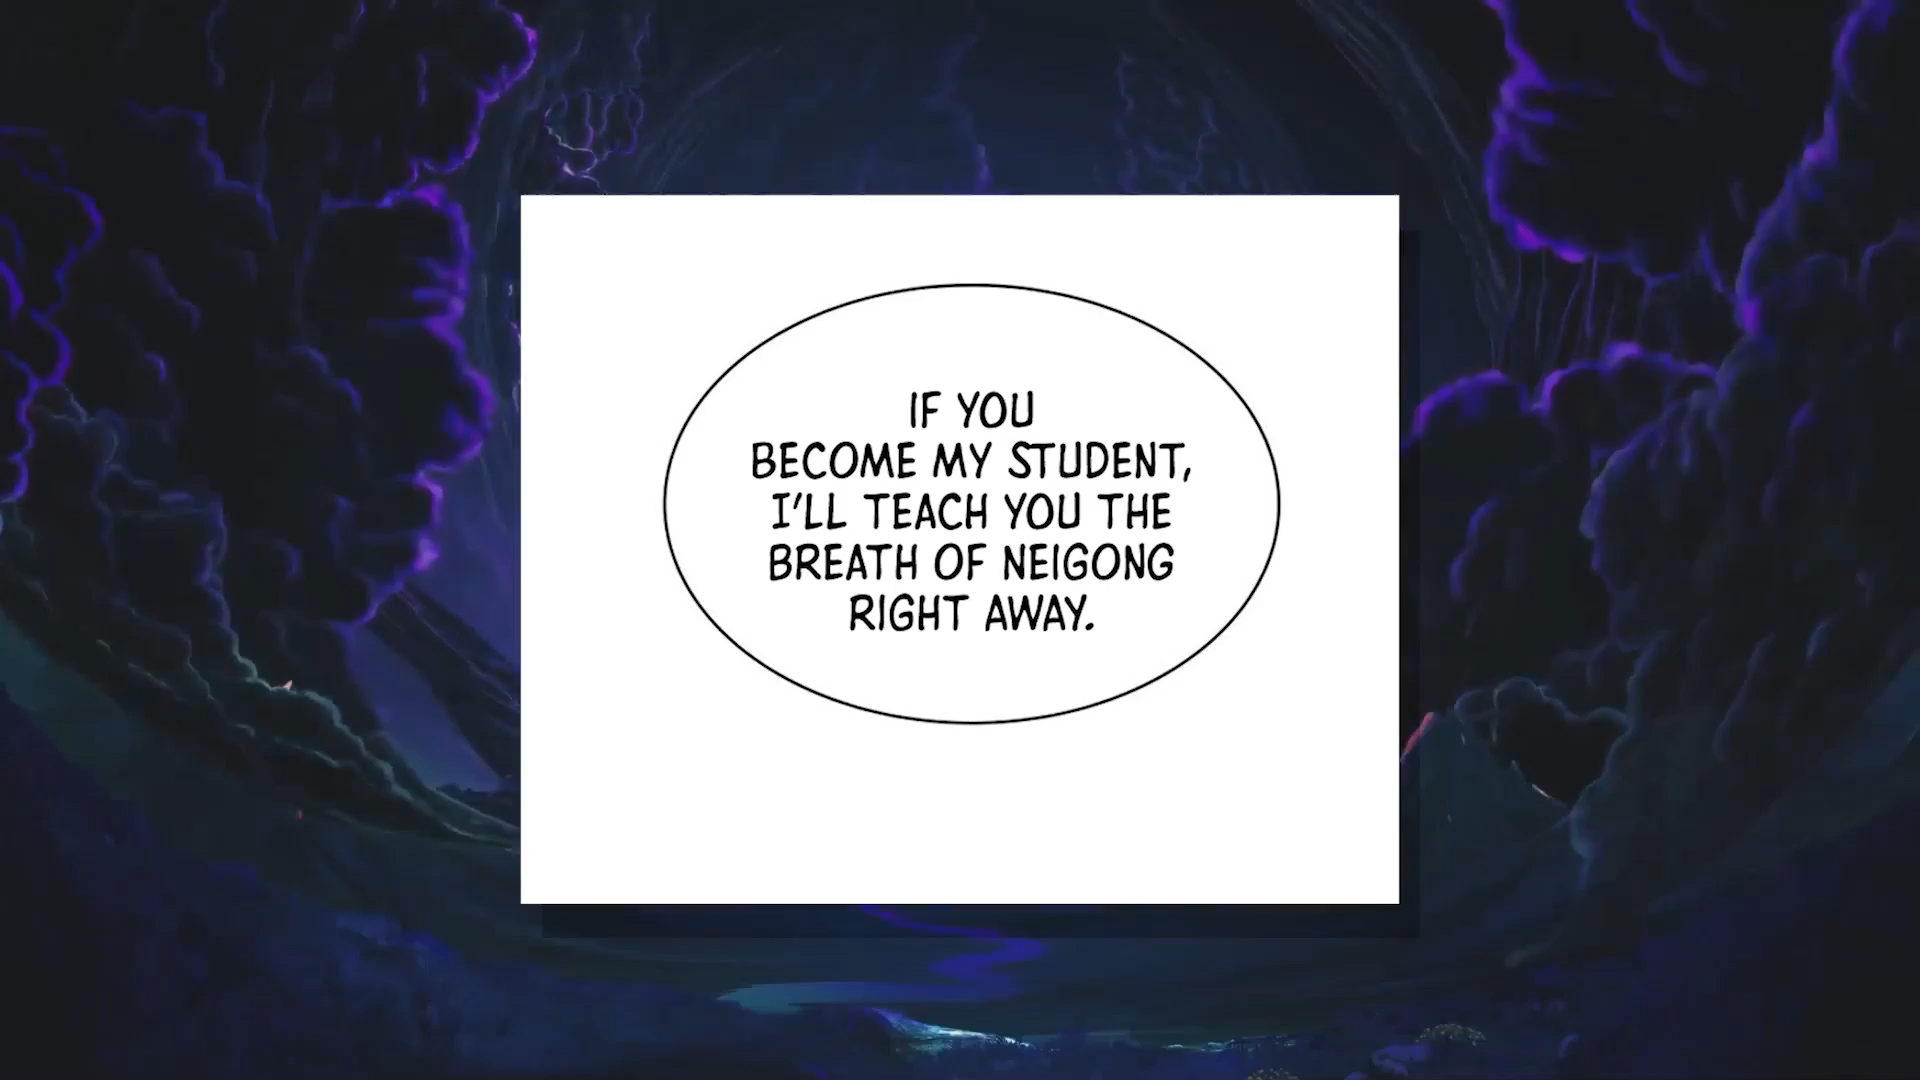 IF YOU
BECOME MY STUDENT,
I'LL TEACH YOU THE
BREATH OF NEIGONG
RIGHT AWAY.